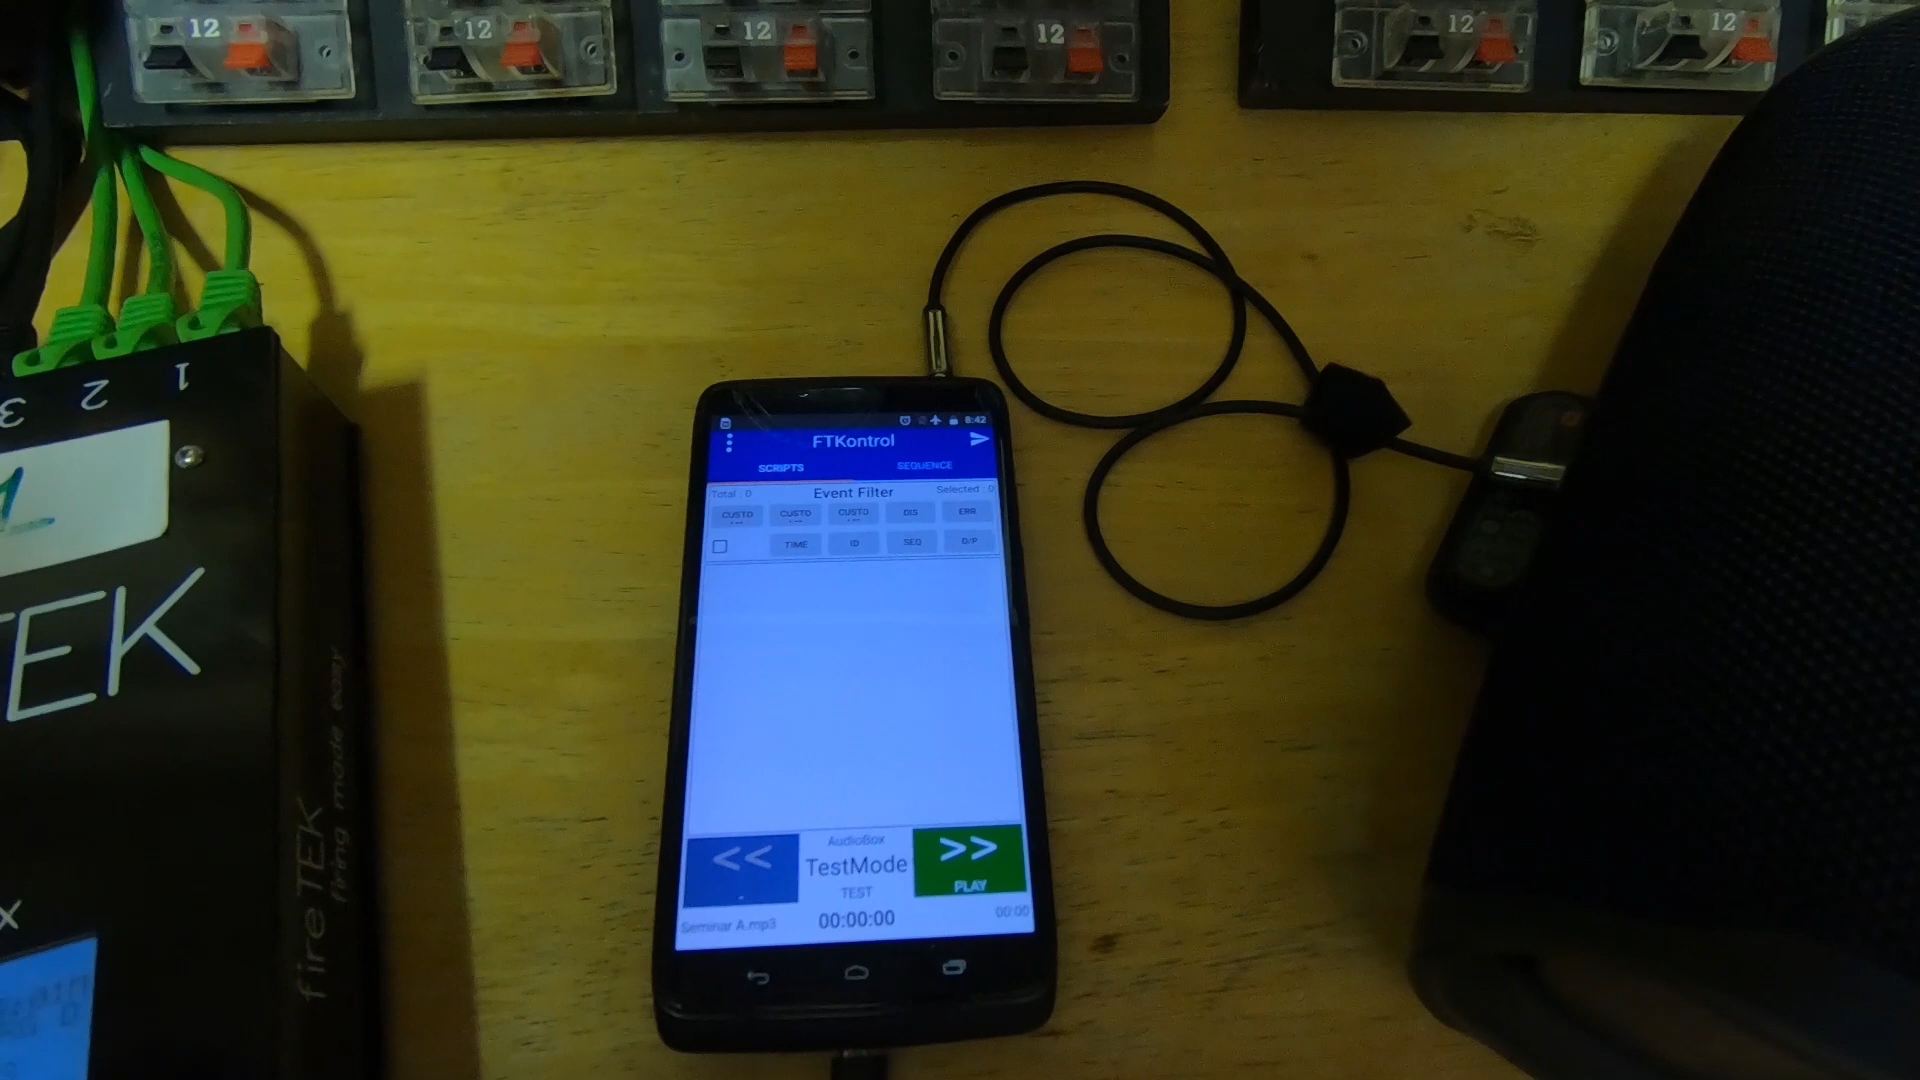 12
12
12
12
12
12
1
2
3
TEK
fireTEK
firing made easy
x
8:42
FTKontrol
SCRIPTS
SEQUENCE
Total : 0
Event Filter
Selected : 0
CUSTO
CUSTO
CUSTO
DIS
ERR
TIME
ID
SEQ
D/P
<<
AudioBox
TestMode
TEST
>>
PLAY
Seminar A.mp3
00:00:00
00:00